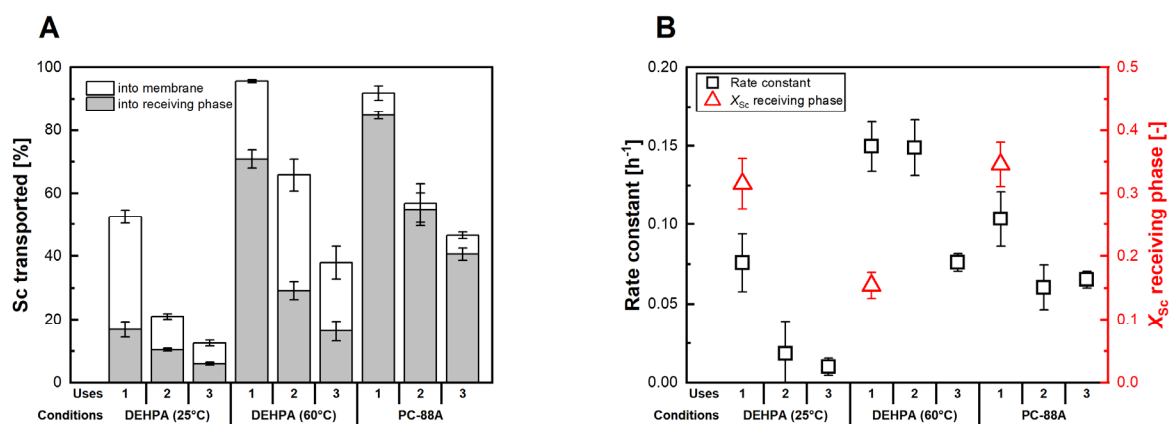 A
Sc transported [%]
100
80
60
40
20
0
into membrane
into receiving phase
Uses 1 2 3 1 2 3 1 2 3
Conditions DEHPA (25°C) DEHPA (60°C) PC-88A
B
Rate constant [h⁻¹]
0.20
0.15
0.10
0.05
0.00
Rate constant
X_Sc receiving phase
0.5
0.4
0.3
0.2
0.1
0.0
X_Sc receiving phase [-]
Uses 1 2 3 1 2 3 1 2 3
Conditions DEHPA (25°C) DEHPA (60°C) PC-88A